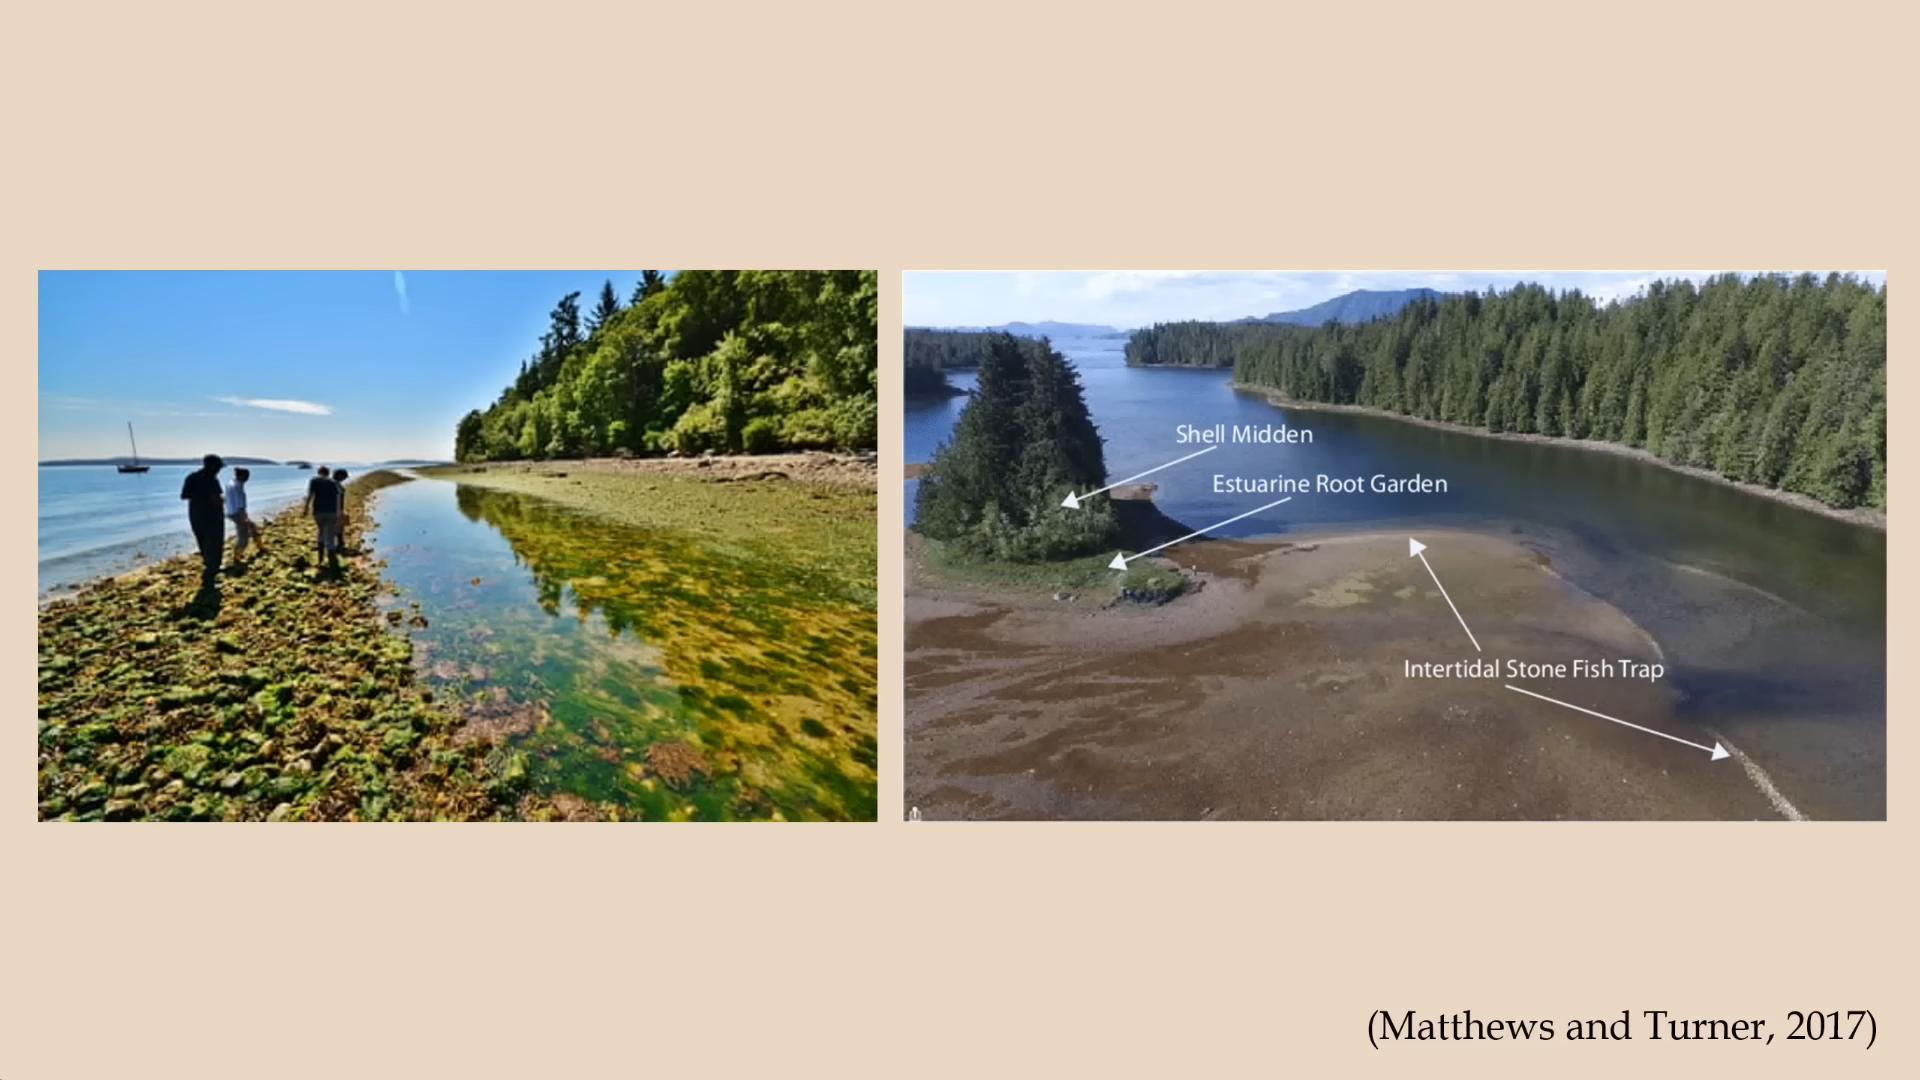 Shell Midden
Estuarine Root Garden
Intertidal Stone Fish Trap
(Matthews and Turner, 2017)